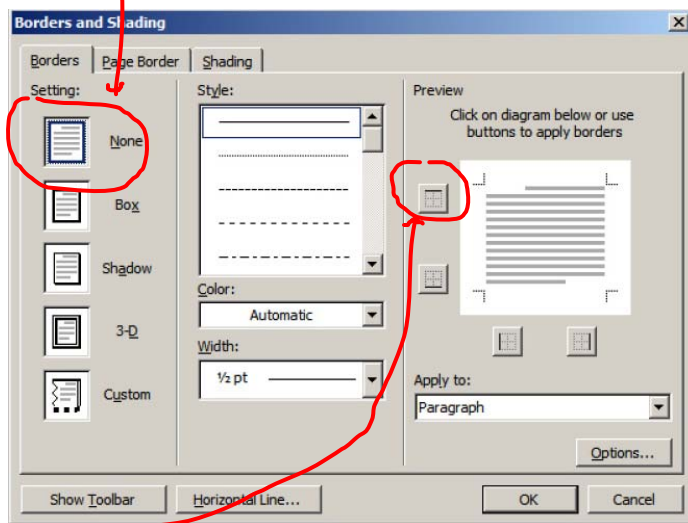 Borders and Shading
Borders
Page Border
Shading
Setting:
None
Box
Shadow
3-D
Custom
Style:
Color:
Automatic
Width:
½ pt
Preview
Click on diagram below or use
buttons to apply borders
Apply to:
Paragraph
Options...
Show Toolbar
Horizontal Line...
OK
Cancel